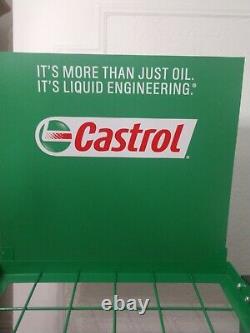 IT'S MORE THAN JUST OIL.
IT'S LIQUID ENGINEERING.®
Castrol®